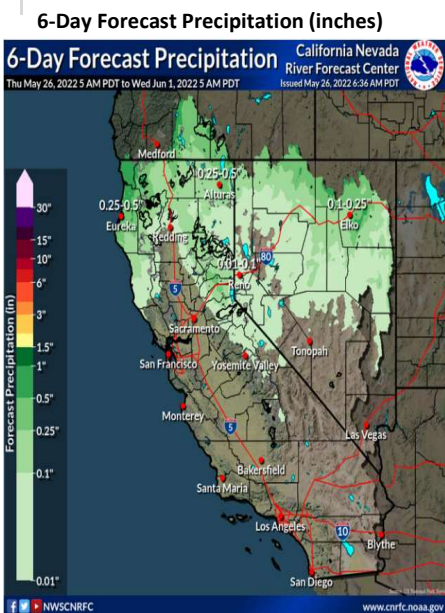 6-Day Forecast Precipitation (inches)
6-Day Forecast Precipitation
California Nevada
River Forecast Center
Thu May 26, 2022 5 AM PDT to Wed Jun 1, 2022 5 AM PDT
Issued May 26, 2022 6:36 AM PDT
Medford
0.25-0.5"
Alturas
0.25-0.5"
Eureka
Redding
0.1-0.25"
Elko
80
0.01-0.1"
Reno
5
Sacramento
San Francisco
Yosemite Valley
Tonopah
Monterey
5
Las Vegas
Bakersfield
Santa Maria
Los Angeles
10
Blythe
San Diego
Forecast Precipitation (in)
30"
15"
10"
6"
3"
1.5"
1"
0.5"
0.25"
0.1"
0.01"
NWSCNRFC
www.cnrfc.noaa.gov